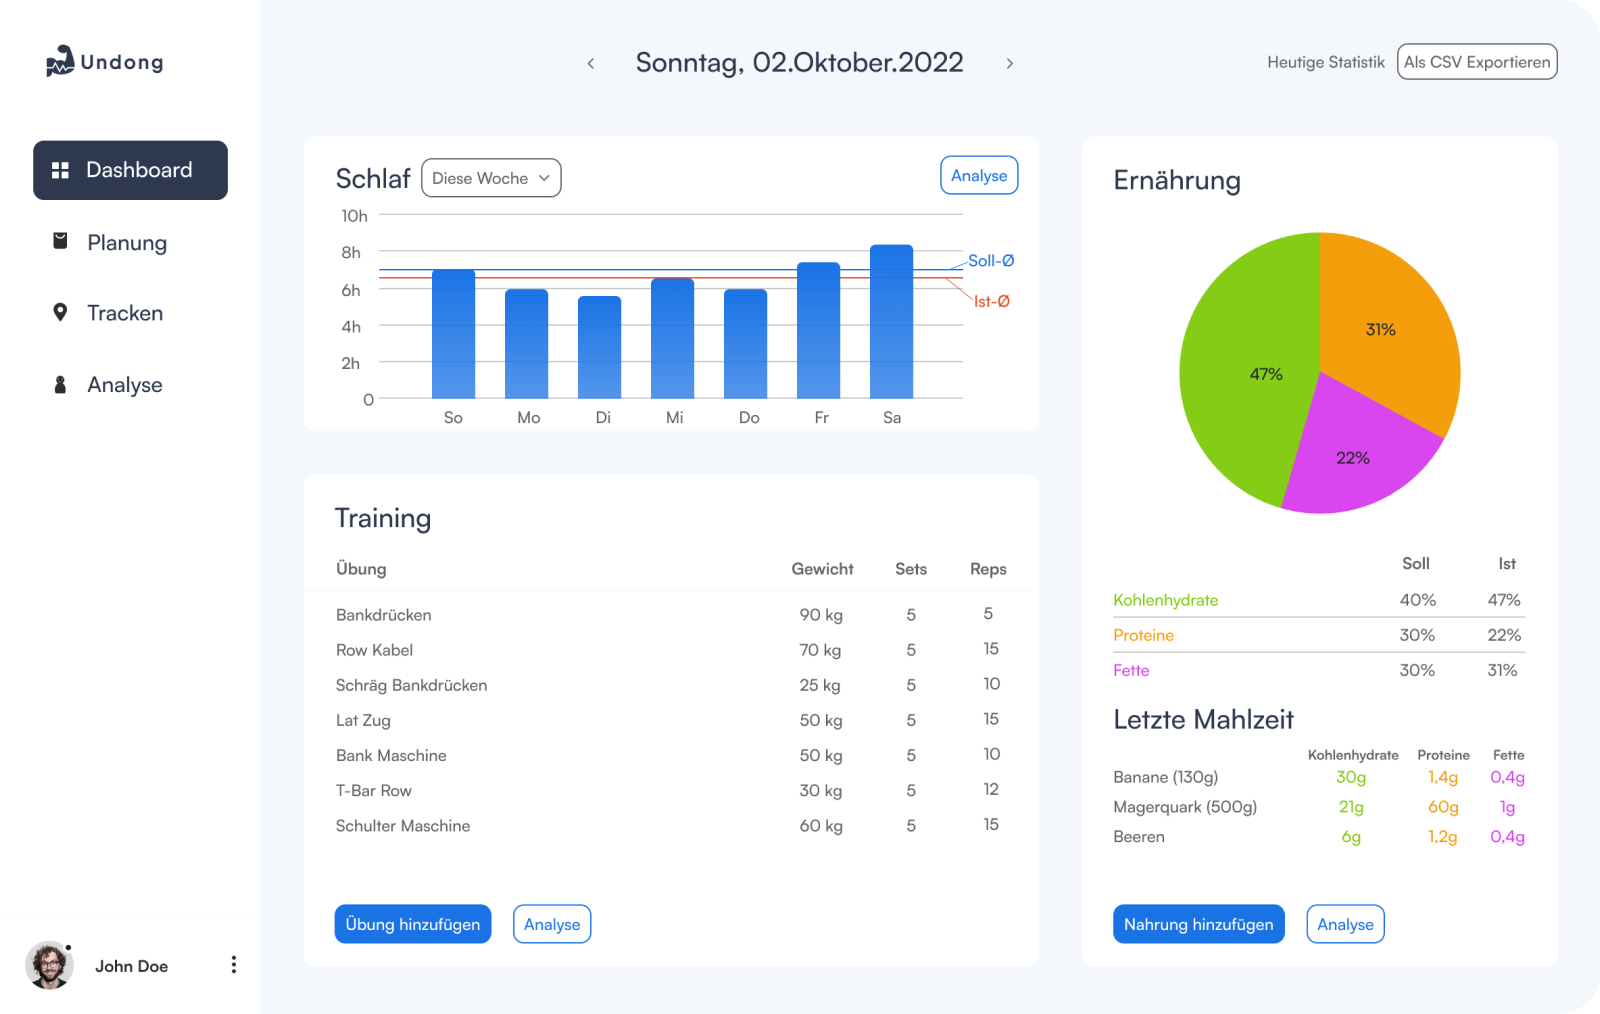 Undong
Dashboard
Planung
Tracken
Analyse
John Doe
Sonntag, 02.Oktober.2022
Heutige Statistik
Als CSV Exportieren
Schlaf
Diese Woche
Analyse
10h
8h
6h
4h
2h
0
Soll-Ø
Ist-Ø
So Mo Di Mi Do Fr Sa
Training
Übung Gewicht Sets Reps
Bankdrücken 90 kg 5 5
Row Kabel 70 kg 5 15
Schräg Bankdrücken 25 kg 5 10
Lat Zug 50 kg 5 15
Bank Maschine 50 kg 5 10
T-Bar Row 30 kg 5 12
Schulter Maschine 60 kg 5 15
Übung hinzufügen
Analyse
Ernährung
31%
47%
22%
Soll Ist
Kohlenhydrate 40% 47%
Proteine 30% 22%
Fette 30% 31%
Letzte Mahlzeit
Kohlenhydrate Proteine Fette
Banane (130g) 30g 1,4g 0,4g
Magerquark (500g) 21g 60g 1g
Beeren 6g 1,2g 0,4g
Nahrung hinzufügen
Analyse